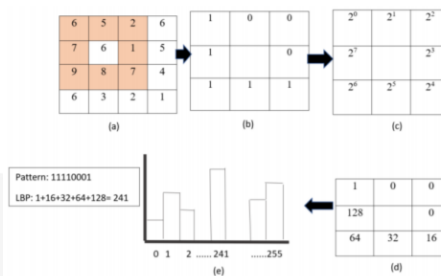 6 5 2 6
7 6 1 5
9 8 7 4
6 3 2 1
(a)
1 0 0
1 0
1 1 1
(b)
2⁰ 2¹ 2²
2⁷ 2³
2⁶ 2⁵ 2⁴
(c)
Pattern: 11110001
LBP: 1+16+32+64+128= 241
0 1 2 ...... 241 ......255
(e)
1 0 0
128 0
64 32 16
(d)